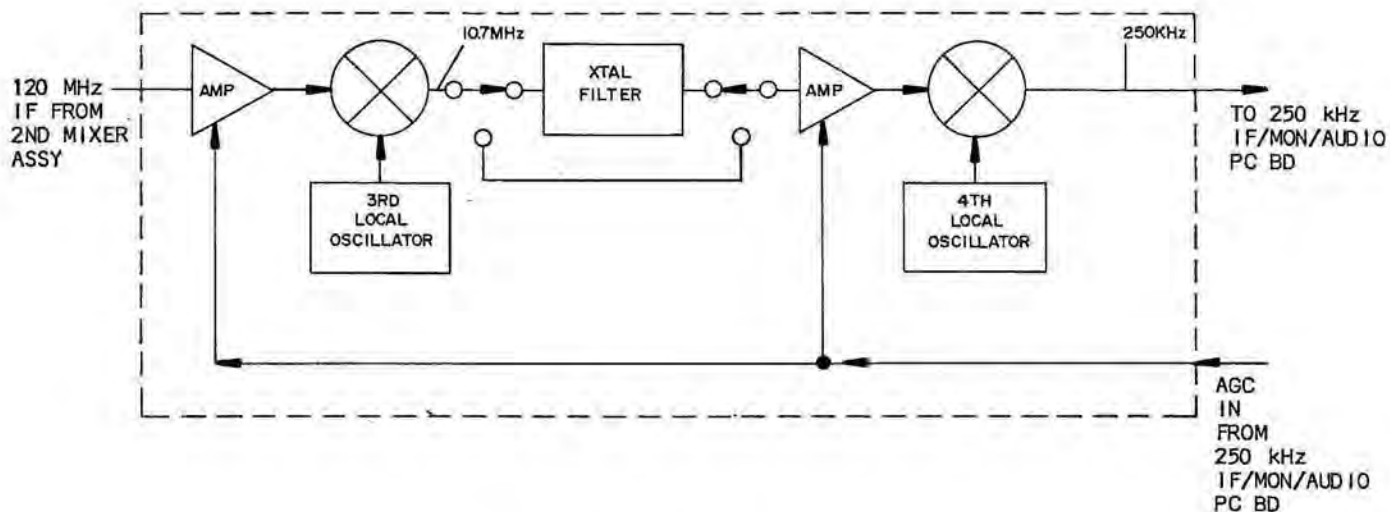 10.7MHz
250KHz
120 MHz
IF FROM
2ND MIXER
ASSY
AMP
XTAL
FILTER
AMP
TO 250 kHz
IF/MON/AUDIO
PC BD
3RD
LOCAL
OSCILLATOR
4TH
LOCAL
OSCILLATOR
AGC
IN
FROM
250 kHz
IF/MON/AUDIO
PC BD